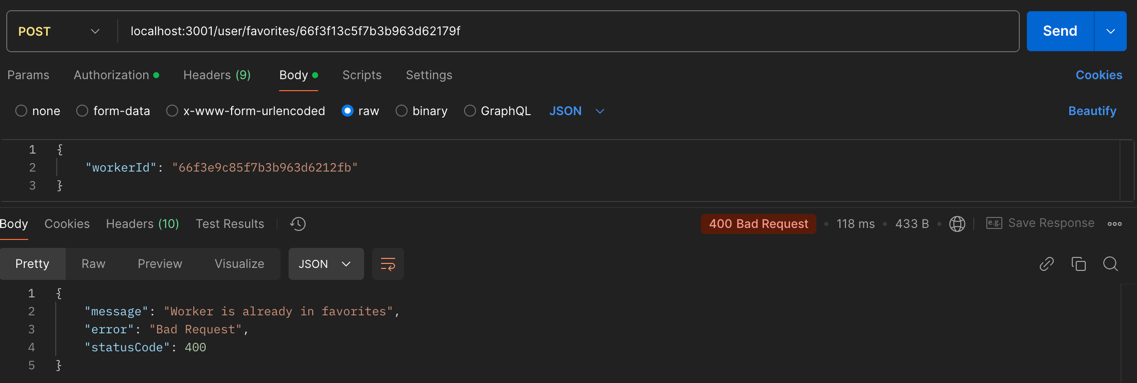 POST localhost:3001/user/favorites/66f3f13c5f7b3b963d62179f Send
Params Authorization Headers (9) Body Scripts Settings Cookies
none form-data x-www-form-urlencoded raw binary GraphQL JSON Beautify
1 {
2 "workerId": "66f3e9c85f7b3b963d6212fb"
3 }
Body Cookies Headers (10) Test Results 400 Bad Request 118 ms 433 B e.g. Save Response
Pretty Raw Preview Visualize JSON
1 {
2 "message": "Worker is already in favorites",
3 "error": "Bad Request",
4 "statusCode": 400
5 }